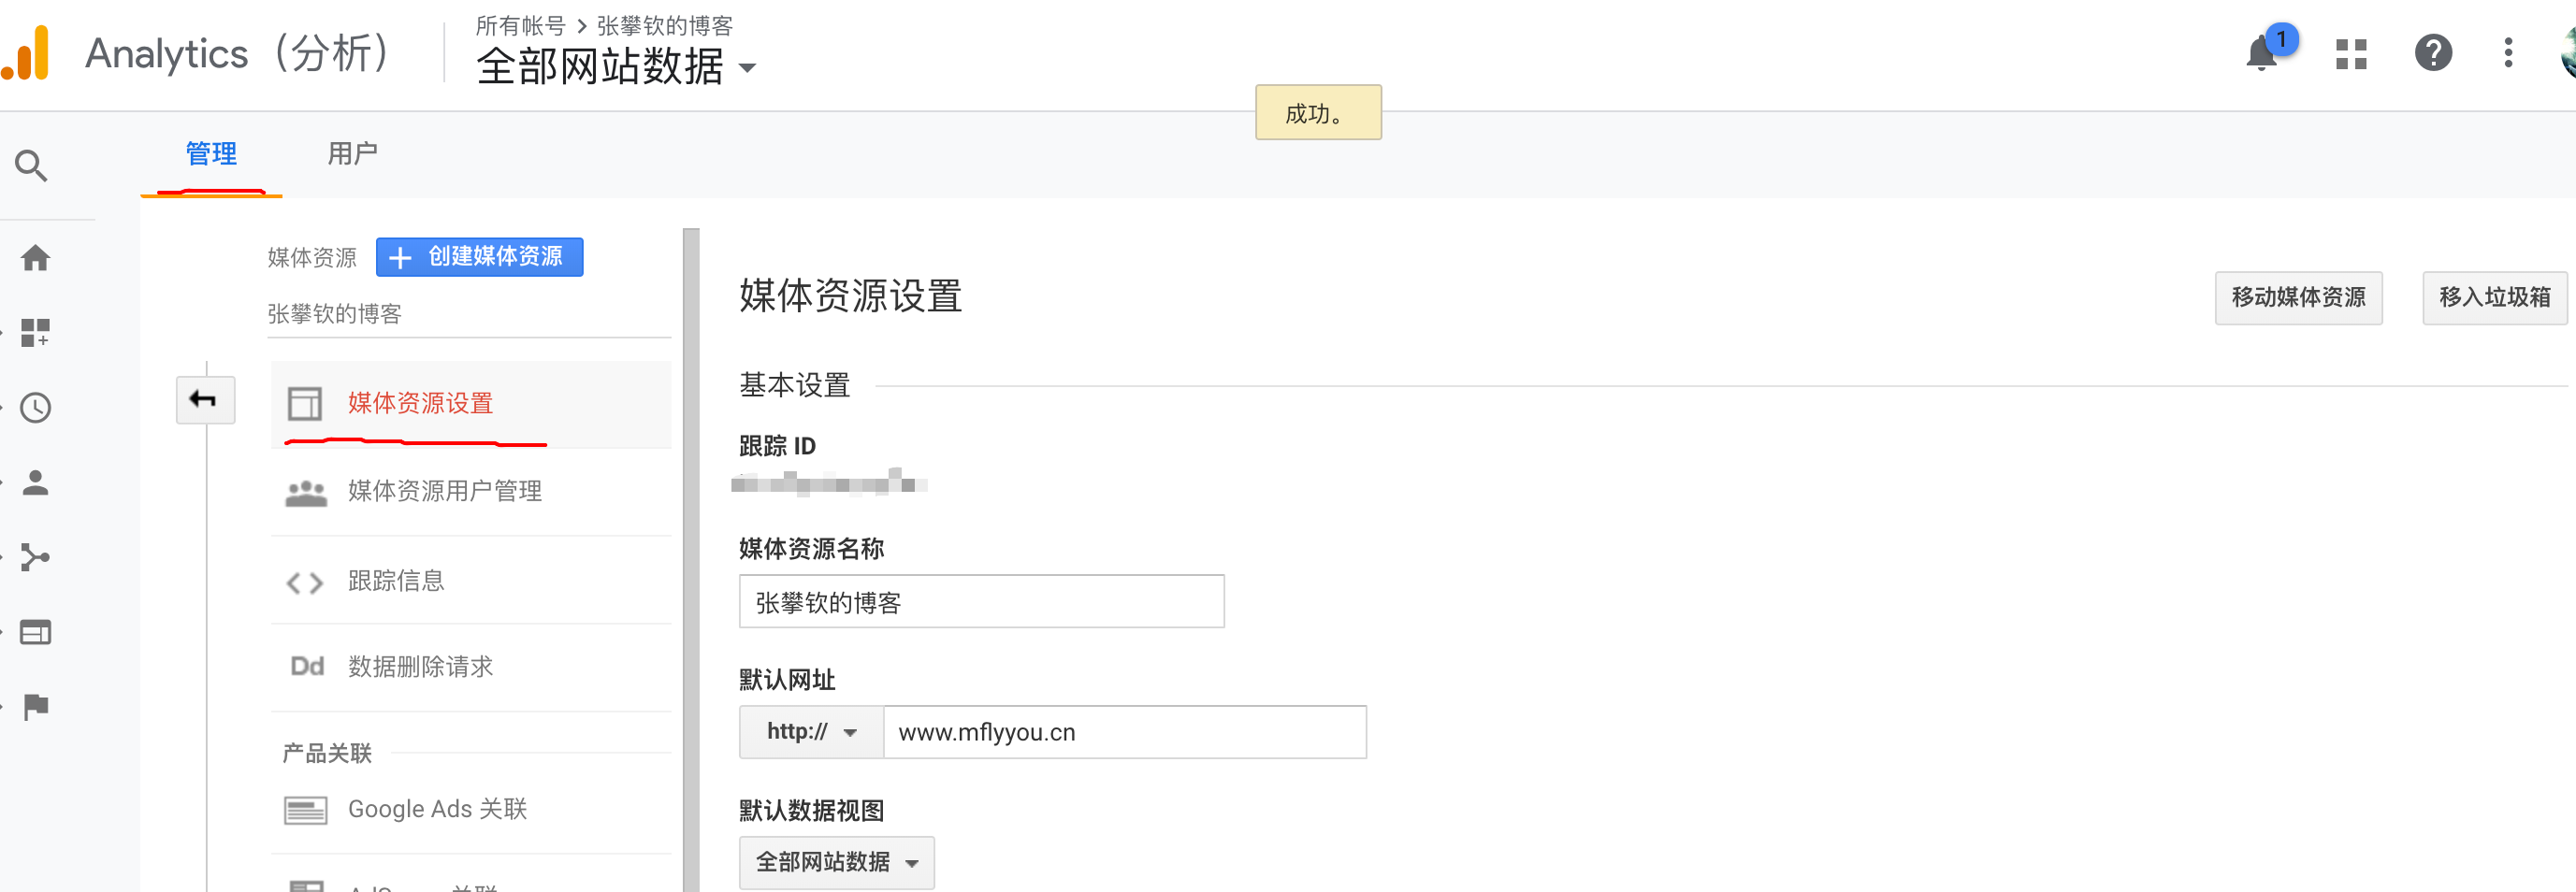 Analytics（分析）
所有帐号 > 张攀钦的博客
全部网站数据
1
成功。
管理
用户
媒体资源
创建媒体资源
张攀钦的博客
媒体资源设置
媒体资源用户管理
跟踪信息
Dd 数据删除请求
产品关联
Google Ads 关联
媒体资源设置
移动媒体资源
移入垃圾箱
基本设置
跟踪 ID
媒体资源名称
张攀钦的博客
默认网址
http://
www.mflyyou.cn
默认数据视图
全部网站数据